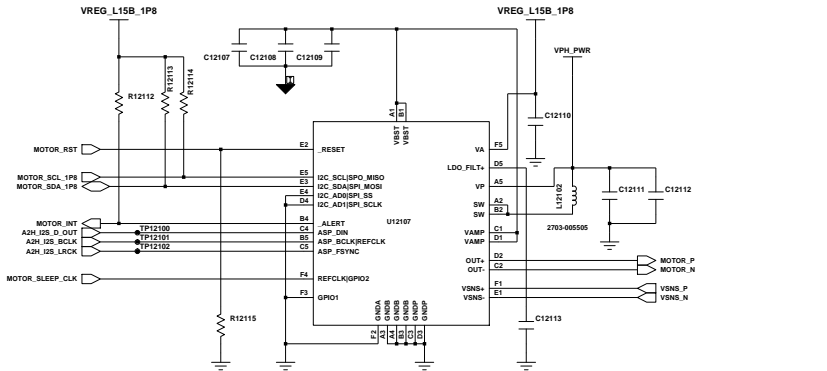 VREG_L15B_1P8
VREG_L15B_1P8
VPH_PWR
C12107
C12108
C12109
R12112
R12113
R12114
C12110
A1
B1
VBST
VBST
MOTOR_RST
E2
_RESET
VA
F5
LDO_FILT+
D5
MOTOR_SCL_1P8
E5
I2C_SCL|SPO_MISO
MOTOR_SDA_1P8
E3
I2C_SDA|SPI_MOSI
VP
A5
E4
I2C_AD0|SPI_SS
D4
I2C_AD1|SPI_SCLK
L12102
C12111
C12112
SW
A2
SW
B2
U12107
2703-005505
MOTOR_INT
B4
_ALERT
A2H_I2S_D_OUT
TP12100
C4
ASP_DIN
VAMP
C1
A2H_I2S_BCLK
TP12101
B5
ASP_BCLK|REFCLK
VAMP
D1
A2H_I2S_LRCK
TP12102
C5
ASP_FSYNC
OUT+
D2
MOTOR_P
OUT-
C2
MOTOR_N
MOTOR_SLEEP_CLK
F4
REFCLK|GPIO2
VSNS+
F1
VSNS_P
F3
GPIO1
VSNS-
E1
VSNS_N
GNDA
GNDB
GNDB
GNDB
GNDP
GNDP
F2
A3
A4
B3
C3
D3
R12115
C12113